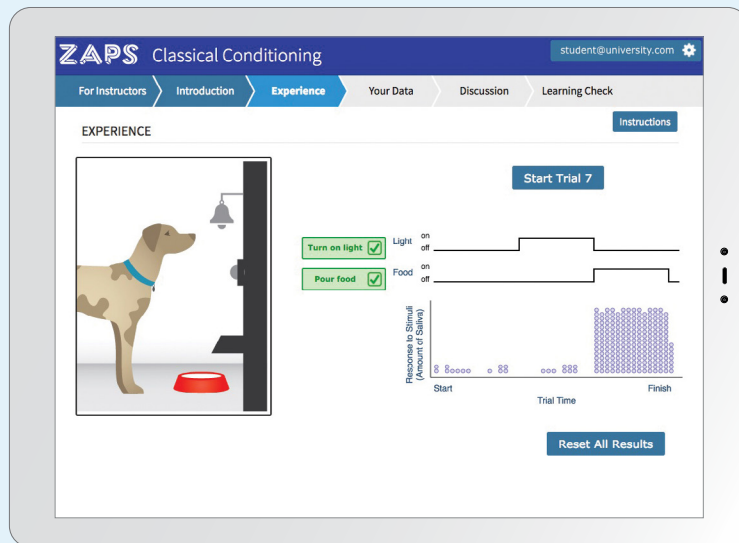 ZAPS Classical Conditioning
student@university.com
For Instructors
Introduction
Experience
Your Data
Discussion
Learning Check
EXPERIENCE
Instructions
Start Trial 7
Turn on light
Light
on
off
Pour food
Food
on
off
Response to Stimuli
(Amount of Saliva)
Start
Finish
Trial Time
Reset All Results